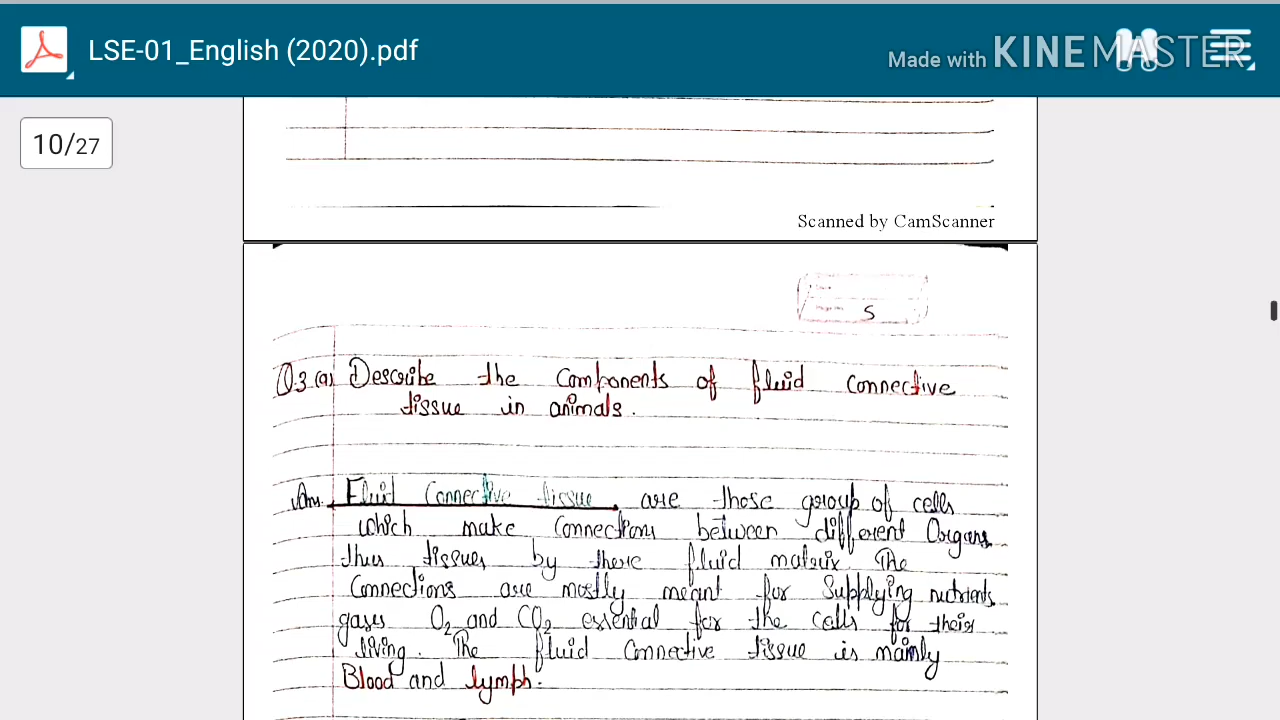 LSE-01_English (2020).pdf
Made with KINEMASTER
10/27
Scanned by CamScanner
5
Q.3 (a) Describe the Components of fluid connective
tissue in animals.
Ans. Fluid Connective tissue are those group of cells
which make Connections between different Organs
thus tissues by there fluid matrix. The
Connections are mostly meant for Supplying nutrients
gases O2 and CO2 essential for the cells for their
living. The fluid Connective tissue is mainly
Blood and lymph.